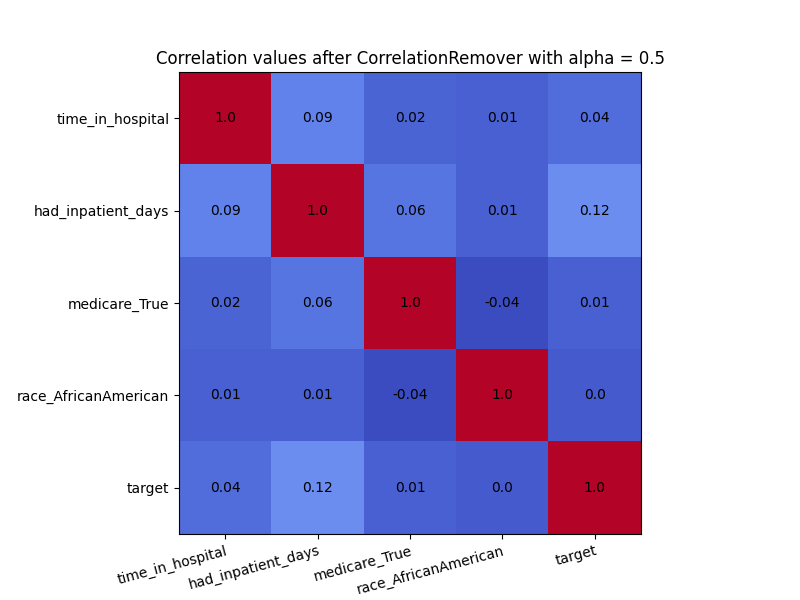 Correlation values after CorrelationRemover with alpha = 0.5
time_in_hospital 1.0 0.09 0.02 0.01 0.04
had_inpatient_days 0.09 1.0 0.06 0.01 0.12
medicare_True 0.02 0.06 1.0 -0.04 0.01
race_AfricanAmerican 0.01 0.01 -0.04 1.0 0.0
target 0.04 0.12 0.01 0.0 1.0
time_in_hospital had_inpatient_days medicare_True race_AfricanAmerican target